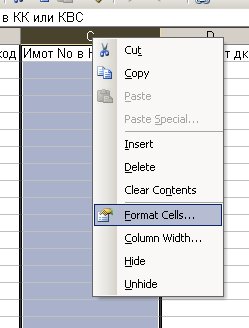 в КК или КВС
C
D
код
Имот No в К
т дк
Cut
Copy
Paste
Paste Special...
Insert
Delete
Clear Contents
Format Cells...
Column Width...
Hide
Unhide